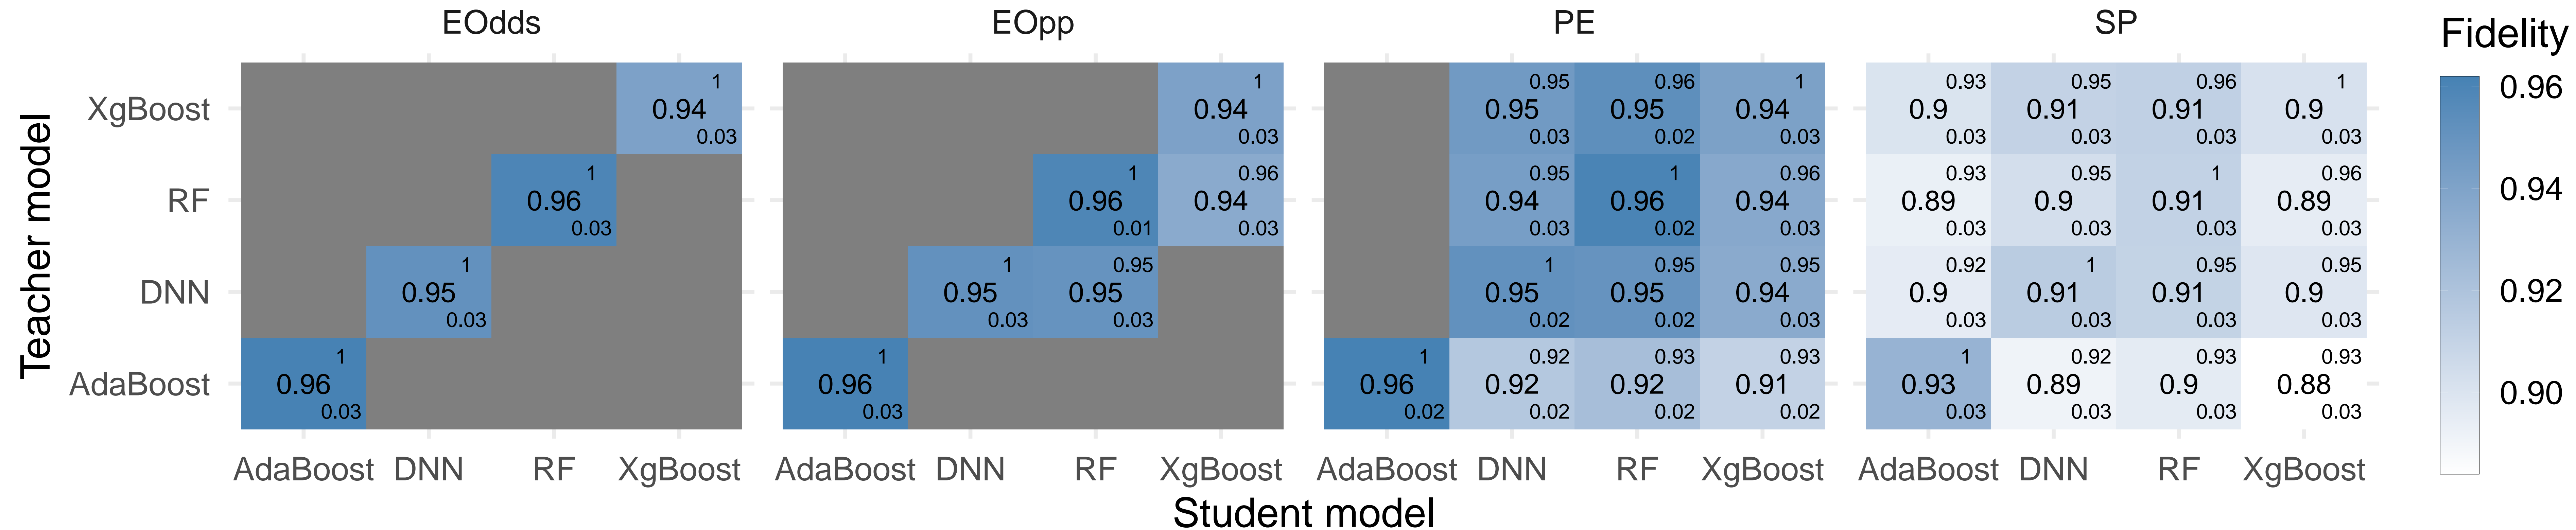 EOdds EOpp PE SP
Fidelity
Teacher model
XgBoost
1 1 0.95 0.96 1 0.93 0.95 0.96 1
0.94 0.94 0.95 0.95 0.94 0.9 0.91 0.91 0.9
0.03 0.03 0.03 0.02 0.03 0.03 0.03 0.03 0.03
RF
1 1 0.96 0.95 1 0.96 0.93 0.95 1 0.96
0.96 0.96 0.94 0.94 0.96 0.94 0.89 0.9 0.91 0.89
0.03 0.01 0.03 0.03 0.02 0.03 0.03 0.03 0.03 0.03
DNN
1 1 0.95 1 0.95 0.95 0.92 1 0.95 0.95
0.95 0.95 0.95 0.95 0.95 0.94 0.9 0.91 0.91 0.9
0.03 0.03 0.03 0.02 0.02 0.03 0.03 0.03 0.03 0.03
AdaBoost
1 1 1 0.92 0.93 0.93 1 0.92 0.93 0.93
0.96 0.96 0.96 0.92 0.92 0.91 0.93 0.89 0.9 0.88
0.03 0.03 0.02 0.02 0.02 0.02 0.03 0.03 0.03 0.03
AdaBoost DNN RF XgBoost AdaBoost DNN RF XgBoost AdaBoost DNN RF XgBoost AdaBoost DNN RF XgBoost
Student model
0.96
0.94
0.92
0.90